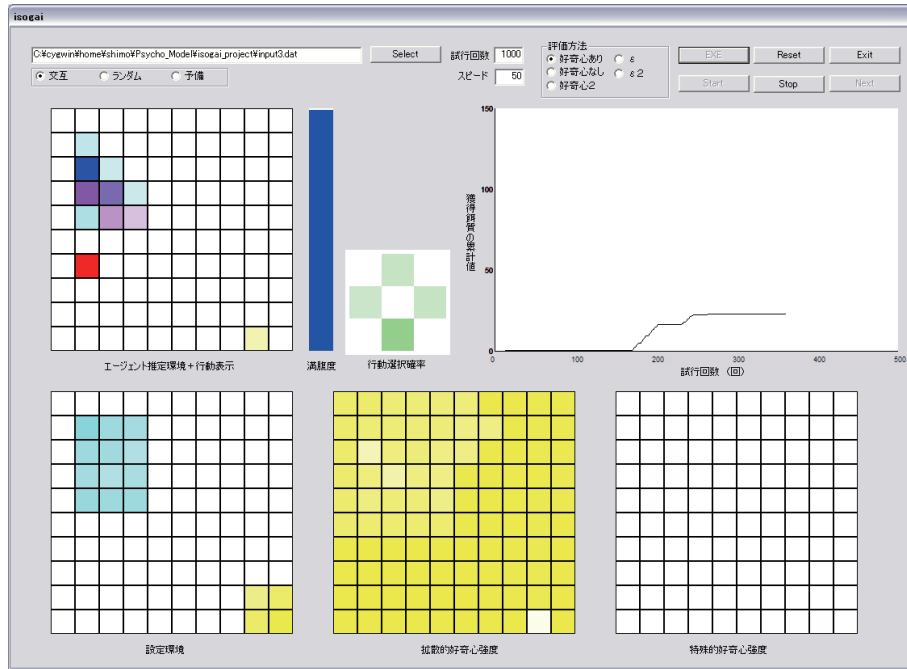 isogai
C:¥cygwin¥home¥shimo¥Psycho_Model¥isogai_project¥input3.dat
Select
試行回数 1000
スピード 50
交互 ランダム 予備
評価方法
好奇心あり ε
好奇心なし ε2
好奇心2
EXE Reset Exit
Start Stop Next
150
100
50
0
獲得餌質の累計値
0 100 200 300 400 500
試行回数 (回)
エージェント推定環境+行動表示
満腹度
行動選択確率
設定環境
拡散的好奇心強度
特殊的好奇心強度